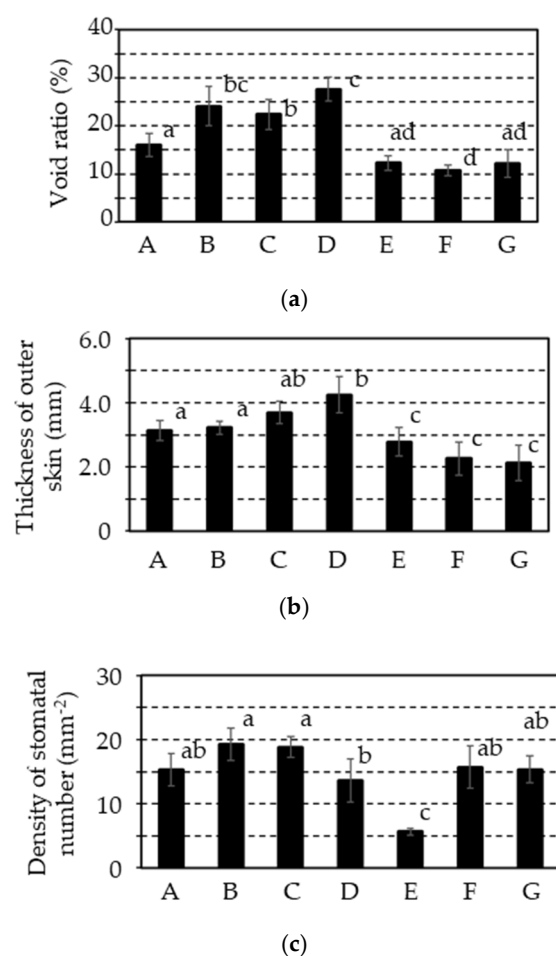 Void ratio (%)
40
30
20
10
0
a
bc
b
c
ad
d
ad
A B C D E F G
(a)
Thickness of outer
skin (mm)
6.0
4.0
2.0
0
a
a
ab
b
c
c
c
A B C D E F G
(b)
Density of stomatal
number (mm⁻²)
30
20
10
0
ab
a
a
b
c
ab
ab
A B C D E F G
(c)